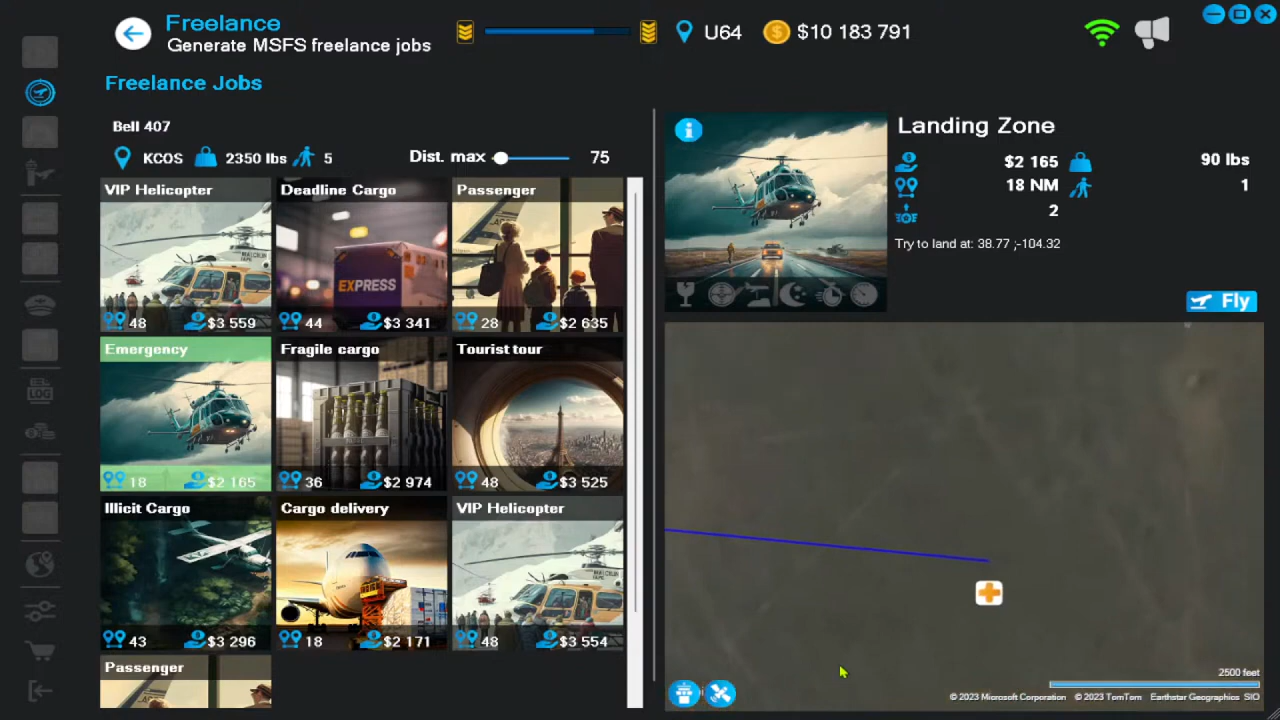 Freelance
Generate MSFS freelance jobs
U64
$10 183 791
Freelance Jobs
Bell 407
KCOS
2350 lbs
5
Dist. max
75
VIP Helicopter
48
$3 559
Deadline Cargo
EXPRESS
44
$3 341
Passenger
28
$2 635
Emergency
18
$2 165
Fragile cargo
36
$2 974
Tourist tour
48
$3 525
Illicit Cargo
43
$3 296
Cargo delivery
18
$2 171
VIP Helicopter
48
$3 554
Passenger
LOG
Landing Zone
$2 165
90 lbs
18 NM
1
2
Try to land at: 38.77 ;-104.32
Fly
2500 feet
© 2023 Microsoft Corporation © 2023 TomTom Earthstar Geographics SIO